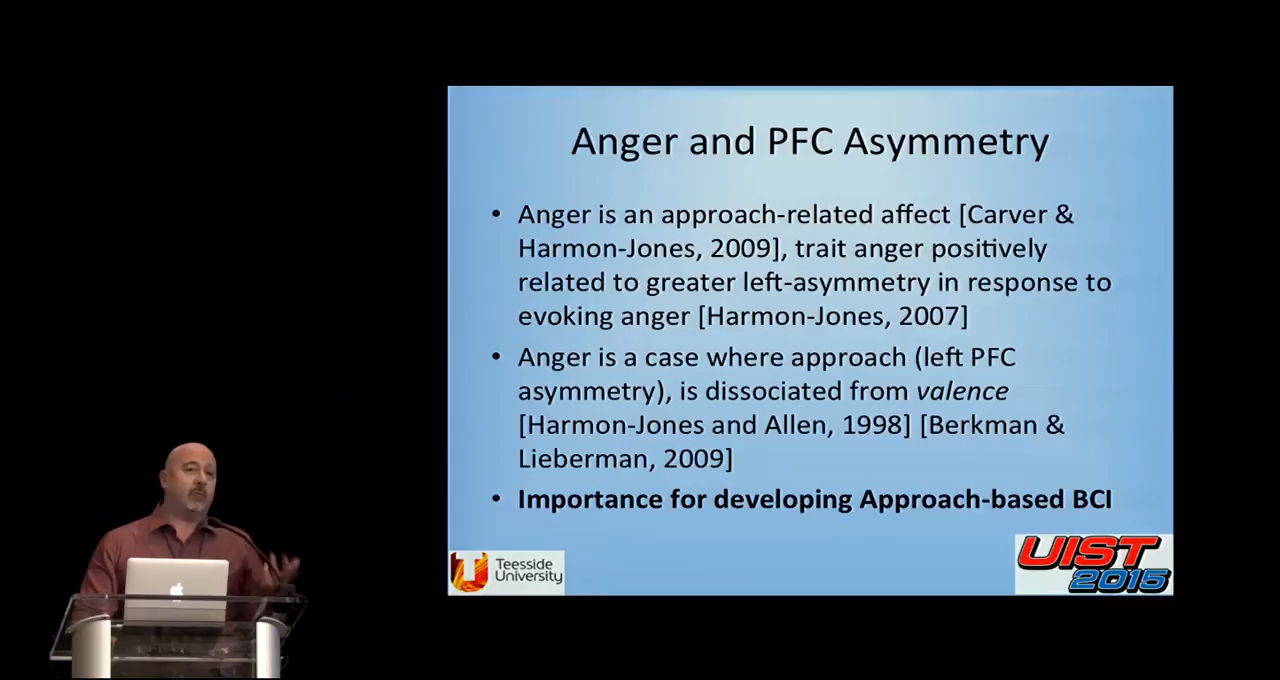 Anger and PFC Asymmetry
• Anger is an approach-related affect [Carver &
Harmon-Jones, 2009], trait anger positively
related to greater left-asymmetry in response to
evoking anger [Harmon-Jones, 2007]
• Anger is a case where approach (left PFC
asymmetry), is dissociated from valence
[Harmon-Jones and Allen, 1998] [Berkman &
Lieberman, 2009]
• Importance for developing Approach-based BCI
T Teesside
University
UIST
2015